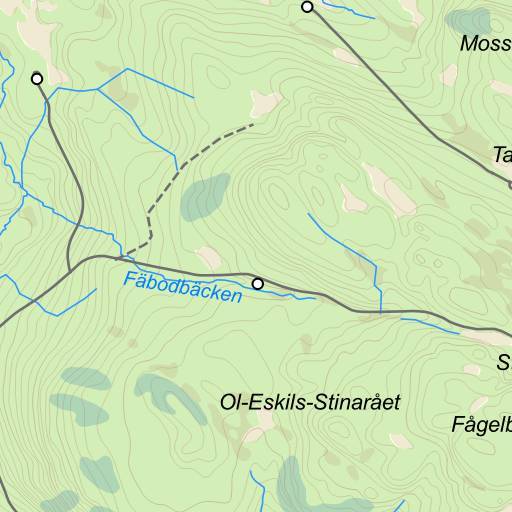 Moss
Ta
Fäbodbäcken
S
Ol-Eskils-Stinarået
Fågelb